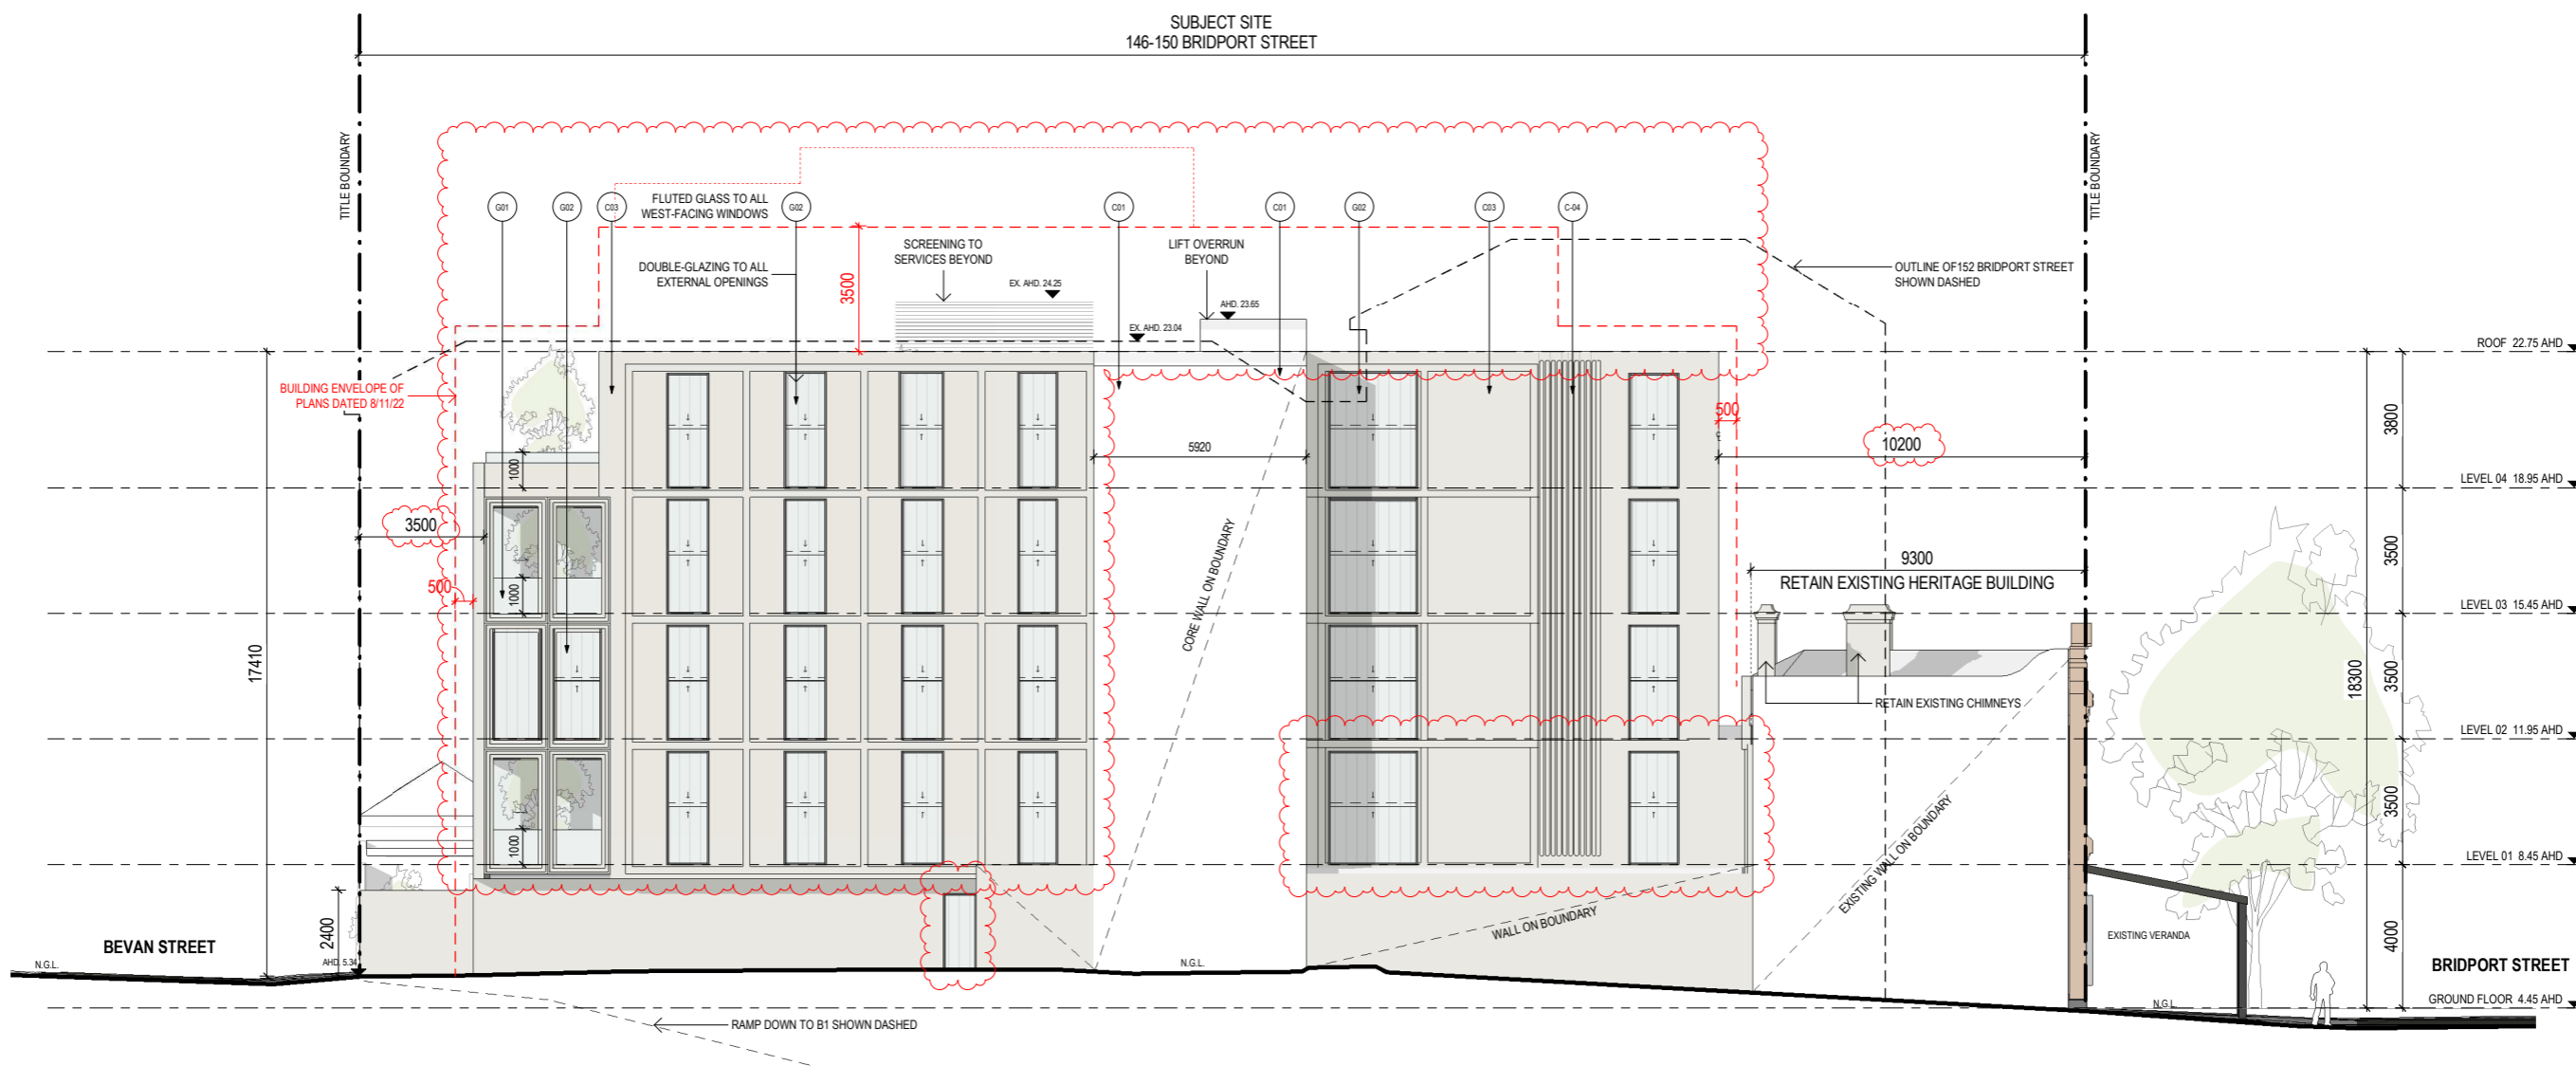 SUBJECT SITE
146-150 BRIDPORT STREET
TITLE BOUNDARY
TITLE BOUNDARY
G01
G02
C03
FLUTED GLASS TO ALL
WEST-FACING WINDOWS
G02
C01
C01
G02
C03
C-04
SCREENING TO
SERVICES BEYOND
LIFT OVERRUN
BEYOND
DOUBLE-GLAZING TO ALL
EXTERNAL OPENINGS
3500
EX. AHD. 24.25
AHD. 23.65
EX. AHD. 23.04
OUTLINE OF152 BRIDPORT STREET
SHOWN DASHED
ROOF 22.75 AHD
BUILDING ENVELOPE OF
PLANS DATED 8/11/22
500
10200
3800
5920
1000
LEVEL 04 18.95 AHD
3500
500
1000
CORE WALL ON BOUNDARY
3500
9300
RETAIN EXISTING HERITAGE BUILDING
LEVEL 03 15.45 AHD
17410
18300
3500
RETAIN EXISTING CHIMNEYS
LEVEL 02 11.95 AHD
3500
1000
EXISTING WALL ON BOUNDARY
LEVEL 01 8.45 AHD
2400
WALL ON BOUNDARY
4000
BEVAN STREET
EXISTING VERANDA
N.G.L.
AHD. 5.34
N.G.L.
BRIDPORT STREET
N.G.L.
GROUND FLOOR 4.45 AHD
RAMP DOWN TO B1 SHOWN DASHED